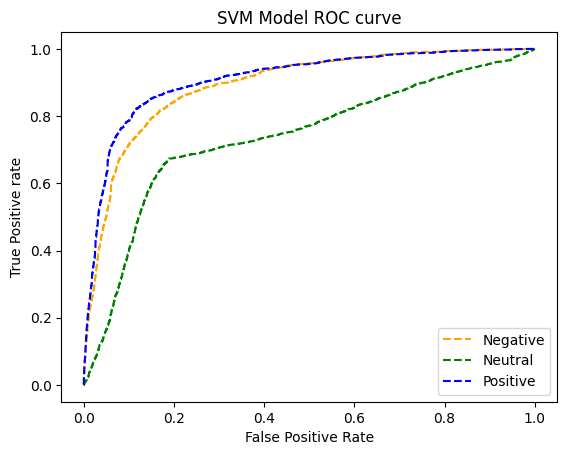 SVM Model ROC curve
True Positive rate
1.0
0.8
0.6
0.4
0.2
0.0
0.0 0.2 0.4 0.6 0.8 1.0
False Positive Rate
Negative
Neutral
Positive